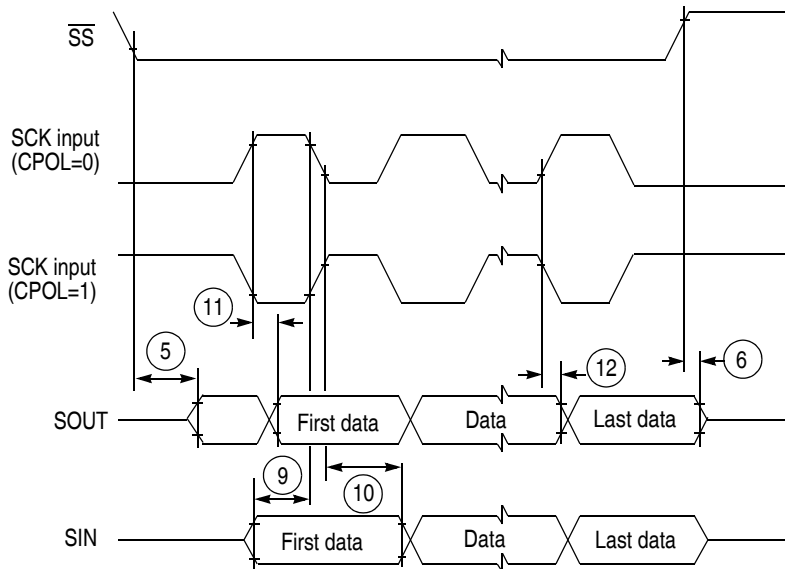 SS
SCK input
(CPOL=0)
SCK input
(CPOL=1)
11
5
12
6
SOUT
First data
Data
Last data
9
10
SIN
First data
Data
Last data